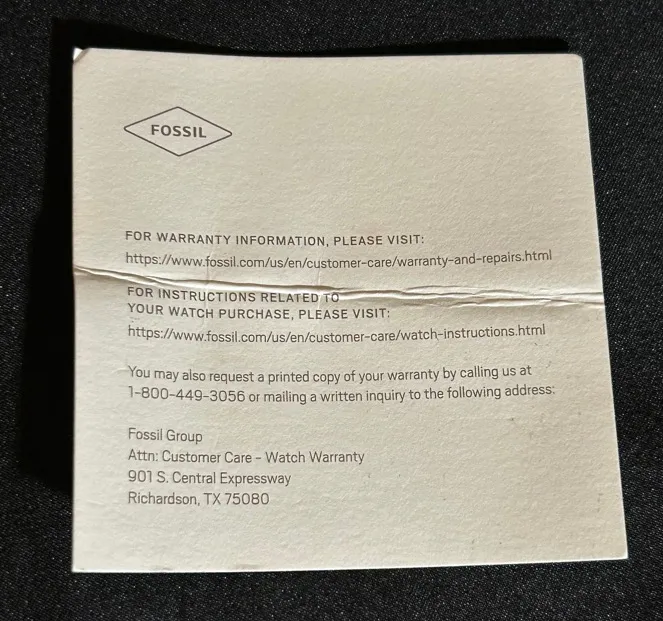 FOSSIL
FOR WARRANTY INFORMATION, PLEASE VISIT:
https://www.fossil.com/us/en/customer-care/warranty-and-repairs.html
FOR INSTRUCTIONS RELATED TO
YOUR WATCH PURCHASE, PLEASE VISIT:
https://www.fossil.com/us/en/customer-care/watch-instructions.html
You may also request a printed copy of your warranty by calling us at
1-800-449-3056 or mailing a written inquiry to the following address:
Fossil Group
Attn: Customer Care - Watch Warranty
901 S. Central Expressway
Richardson, TX 75080